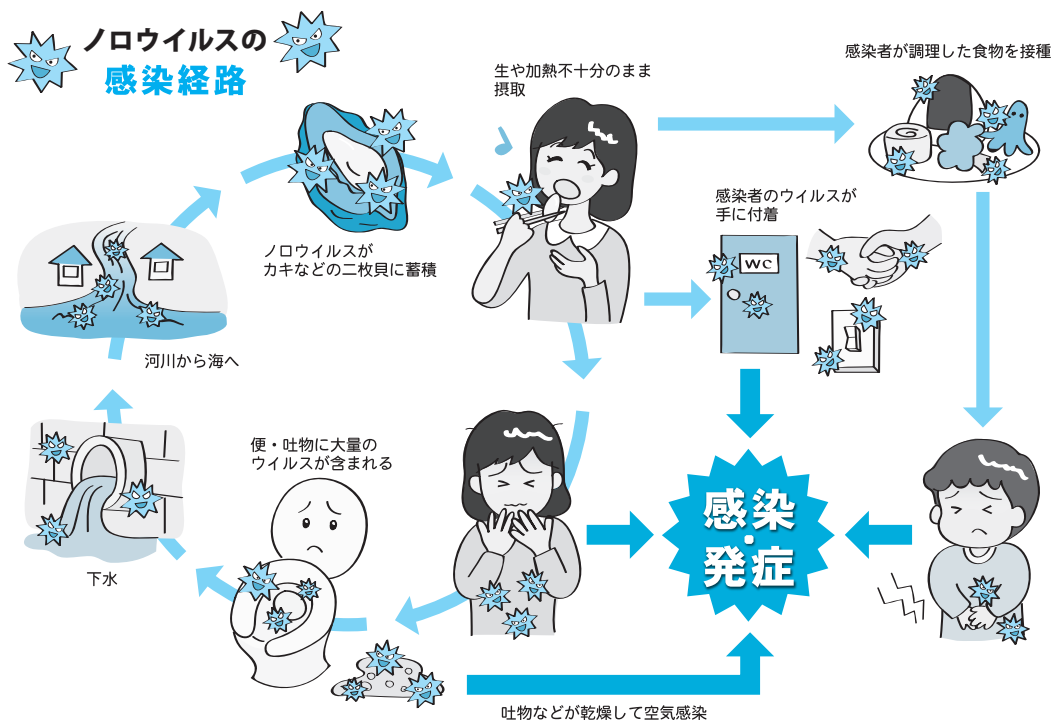 ノロウイルスの
感染経路
生や加熱不十分のまま
摂取
感染者が調理した食物を接種
ノロウイルスが
カキなどの二枚貝に蓄積
感染者のウイルスが
手に付着
WC
河川から海へ
便・吐物に大量の
ウイルスが含まれる
下水
感染
・
発症
吐物などが乾燥して空気感染